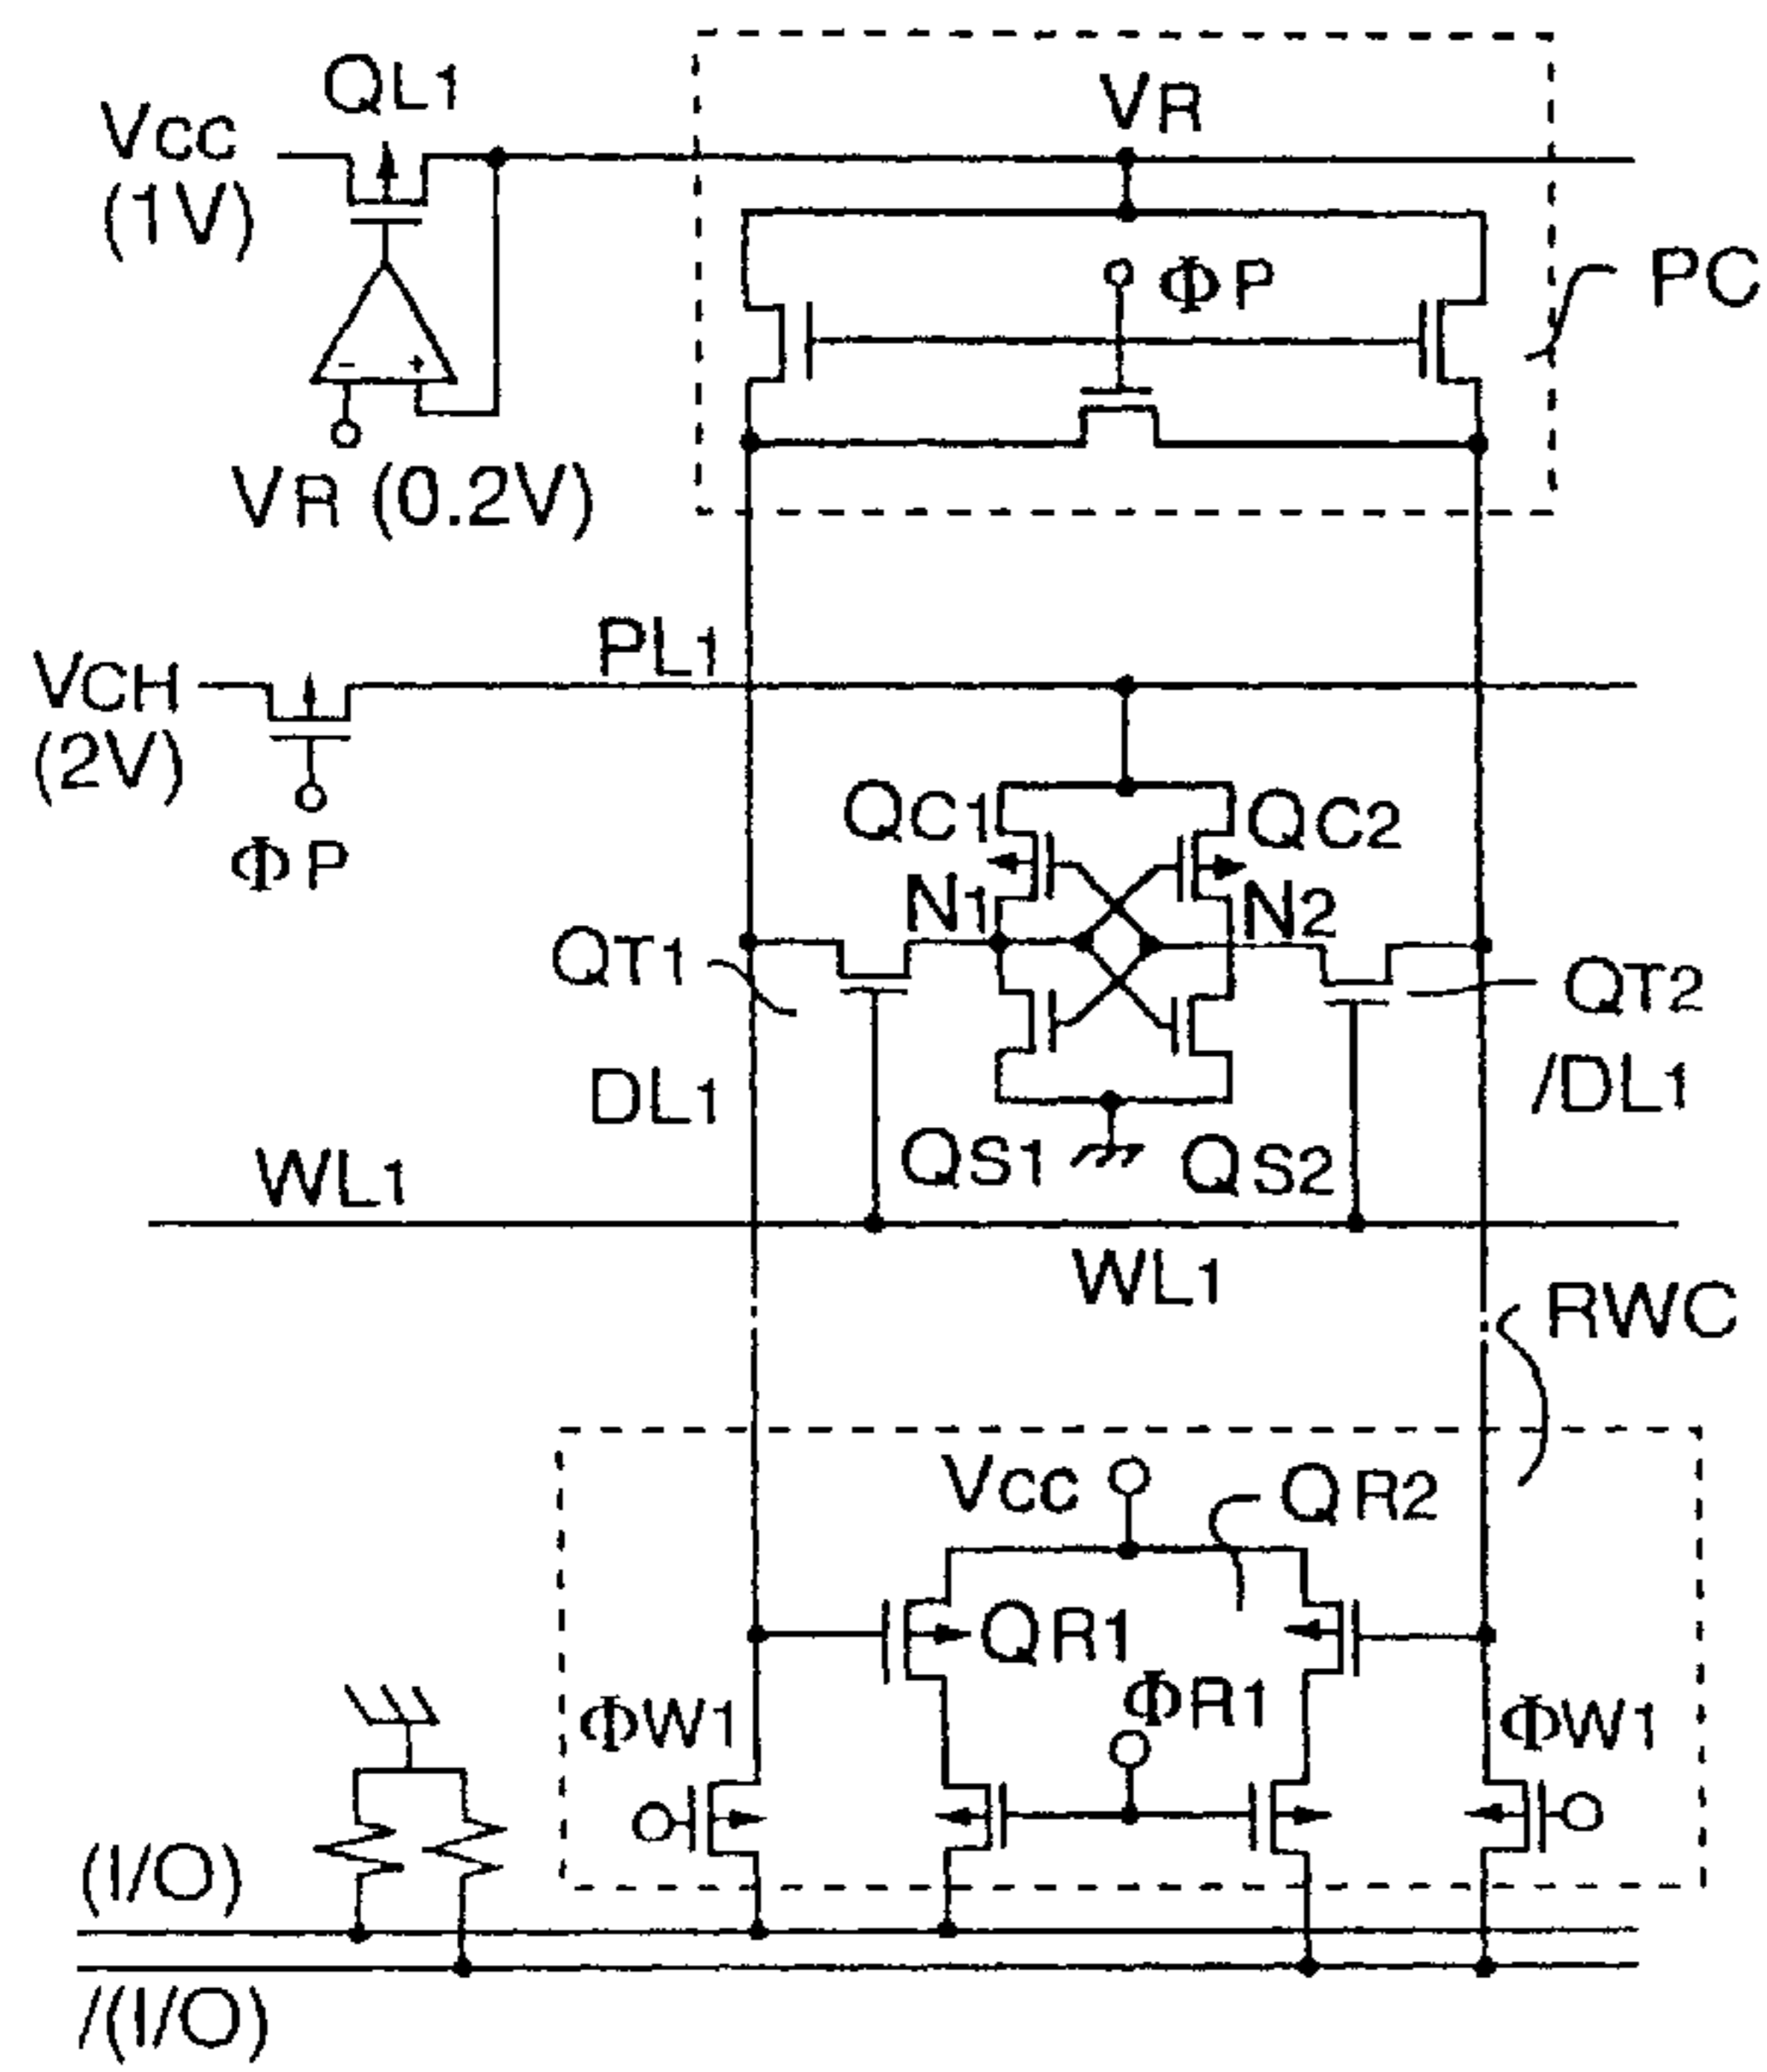 QL1
VCC
(1V)
VR
ΦP
PC
-
+
VR (0.2V)
PL1
VCH
(2V)
ΦP
QC1
QC2
N1
N2
QT1
QT2
DL1
/DL1
QS1
QS2
WL1
WL1
RWC
VCC
QR2
QR1
ΦW1
ΦR1
ΦW1
(I/O)
/(I/O)